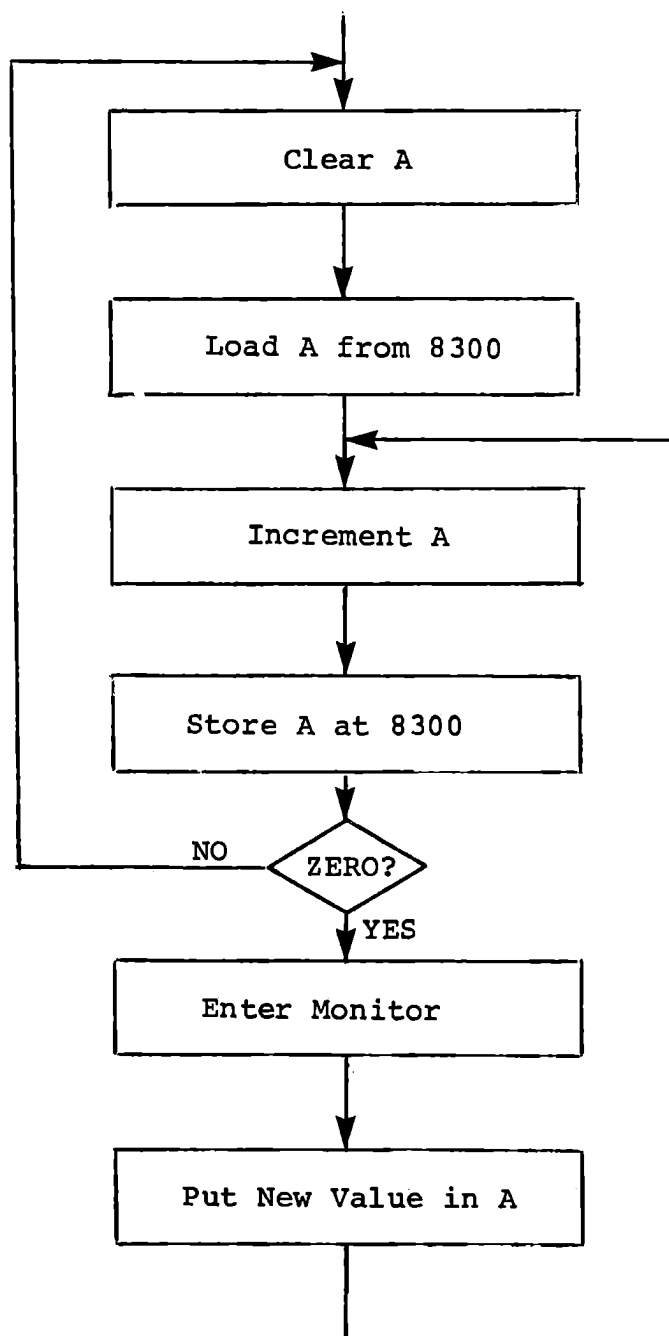 Clear A
Load A from 8300
Increment A
Store A at 8300
ZERO?
NO
YES
Enter Monitor
Put New Value in A